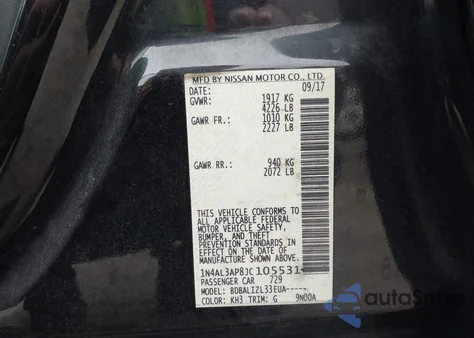 MFD BY NISSAN MOTOR CO., LTD.
DATE: 09/17
GVWR: 1917 KG
4226 LB
GAWR FR.: 1010 KG
2227 LB
GAWR RR.: 940 KG
2072 LB
THIS VEHICLE CONFORMS TO
ALL APPLICABLE FEDERAL
MOTOR VEHICLE SAFETY,
BUMPER, AND THEFT
PREVENTION STANDARDS IN
EFFECT ON THE DATE OF
MANUFACTURE SHOWN ABOVE.
1N4AL3AP8JC105531
PASSENGER CAR 729
MODEL: BDBALIZL33EUA-----
COLOR: KH3 TRIM: G 9N00A